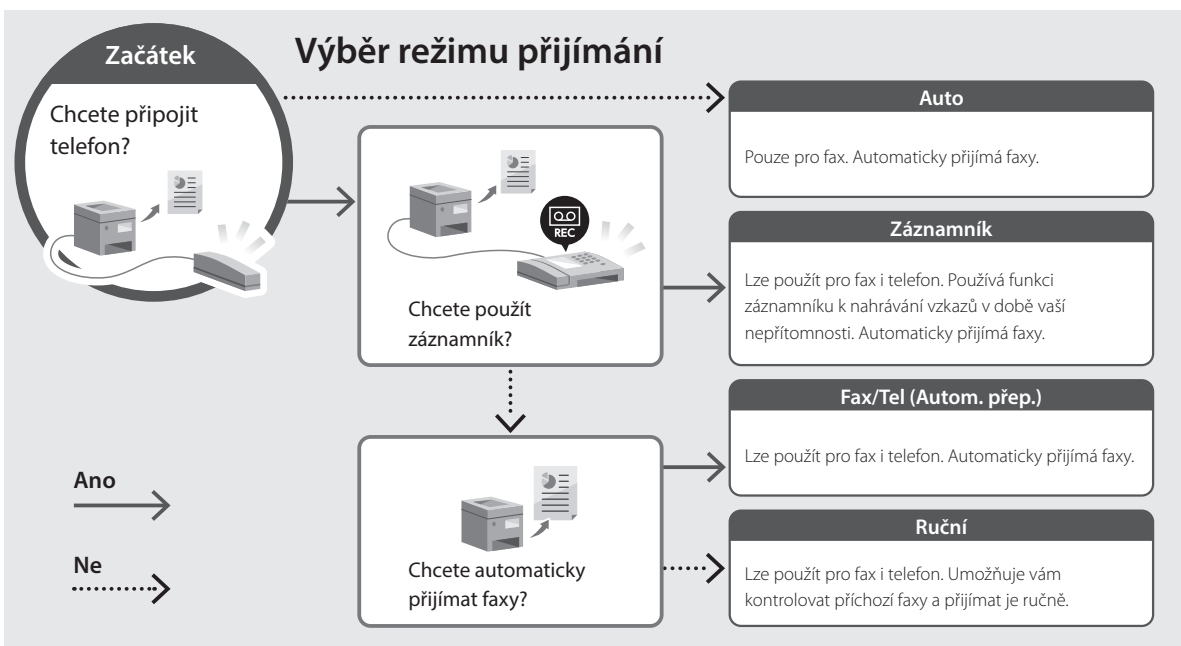 Výběr režimu přijímání
Začátek
Chcete připojit
telefon?
REC
Chcete použít
záznamník?
Chcete automaticky
přijímat faxy?
Auto
Pouze pro fax. Automaticky přijímá faxy.
Záznamník
Lze použít pro fax i telefon. Používá funkci
záznamníku k nahrávání vzkazů v době vaší
nepřítomnosti. Automaticky přijímá faxy.
Fax/Tel (Autom. přep.)
Lze použít pro fax i telefon. Automaticky přijímá faxy.
Ruční
Lze použít pro fax i telefon. Umožňuje vám
kontrolovat příchozí faxy a přijímat je ručně.
Ano
Ne